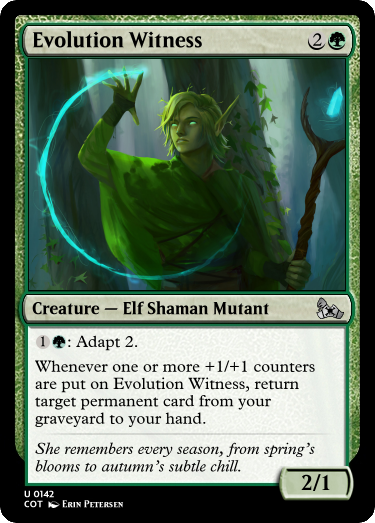 Evolution Witness 2
Creature — Elf Shaman Mutant
1: Adapt 2.
Whenever one or more +1/+1 counters
are put on Evolution Witness, return
target permanent card from your
graveyard to your hand.
She remembers every season, from spring's
blooms to autumn's subtle chill.
2/1
U 0142
COT Erin Petersen